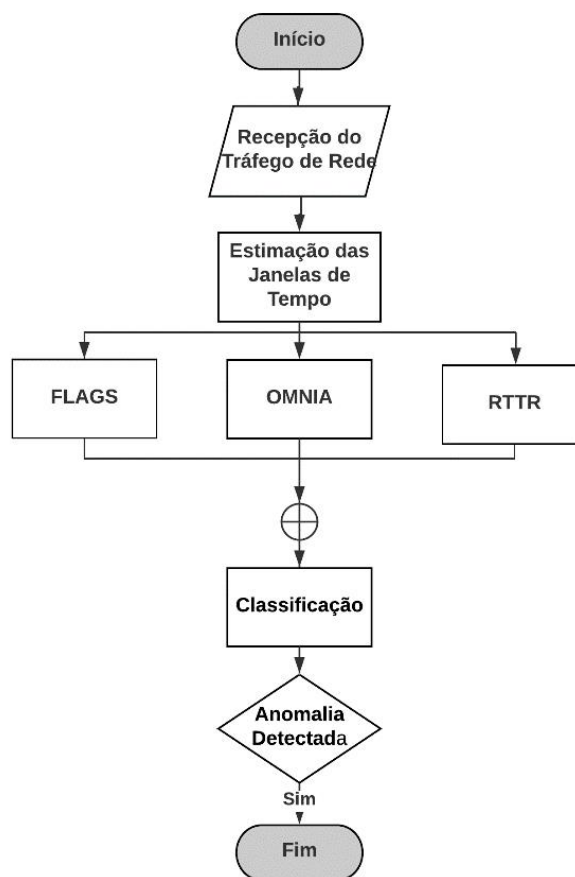 Início
Recepção do
Tráfego de Rede
Estimação das
Janelas de
Tempo
FLAGS
OMNIA
RTTR
Classificação
Anomalia
Detectada
Sim
Fim